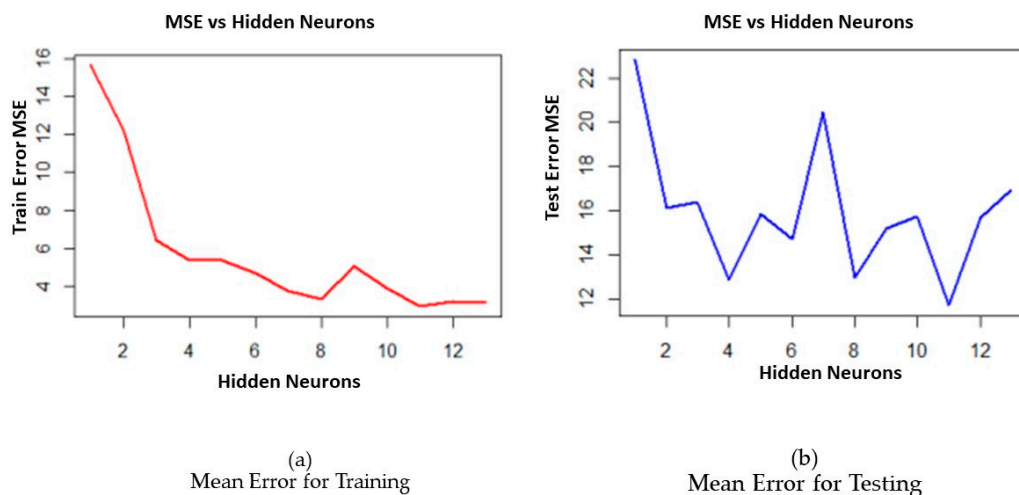 MSE vs Hidden Neurons
Train Error MSE
16
14
12
10
8
6
4
2 4 6 8 10 12
Hidden Neurons
(a)
Mean Error for Training
MSE vs Hidden Neurons
Test Error MSE
22
20
18
16
14
12
2 4 6 8 10 12
Hidden Neurons
(b)
Mean Error for Testing